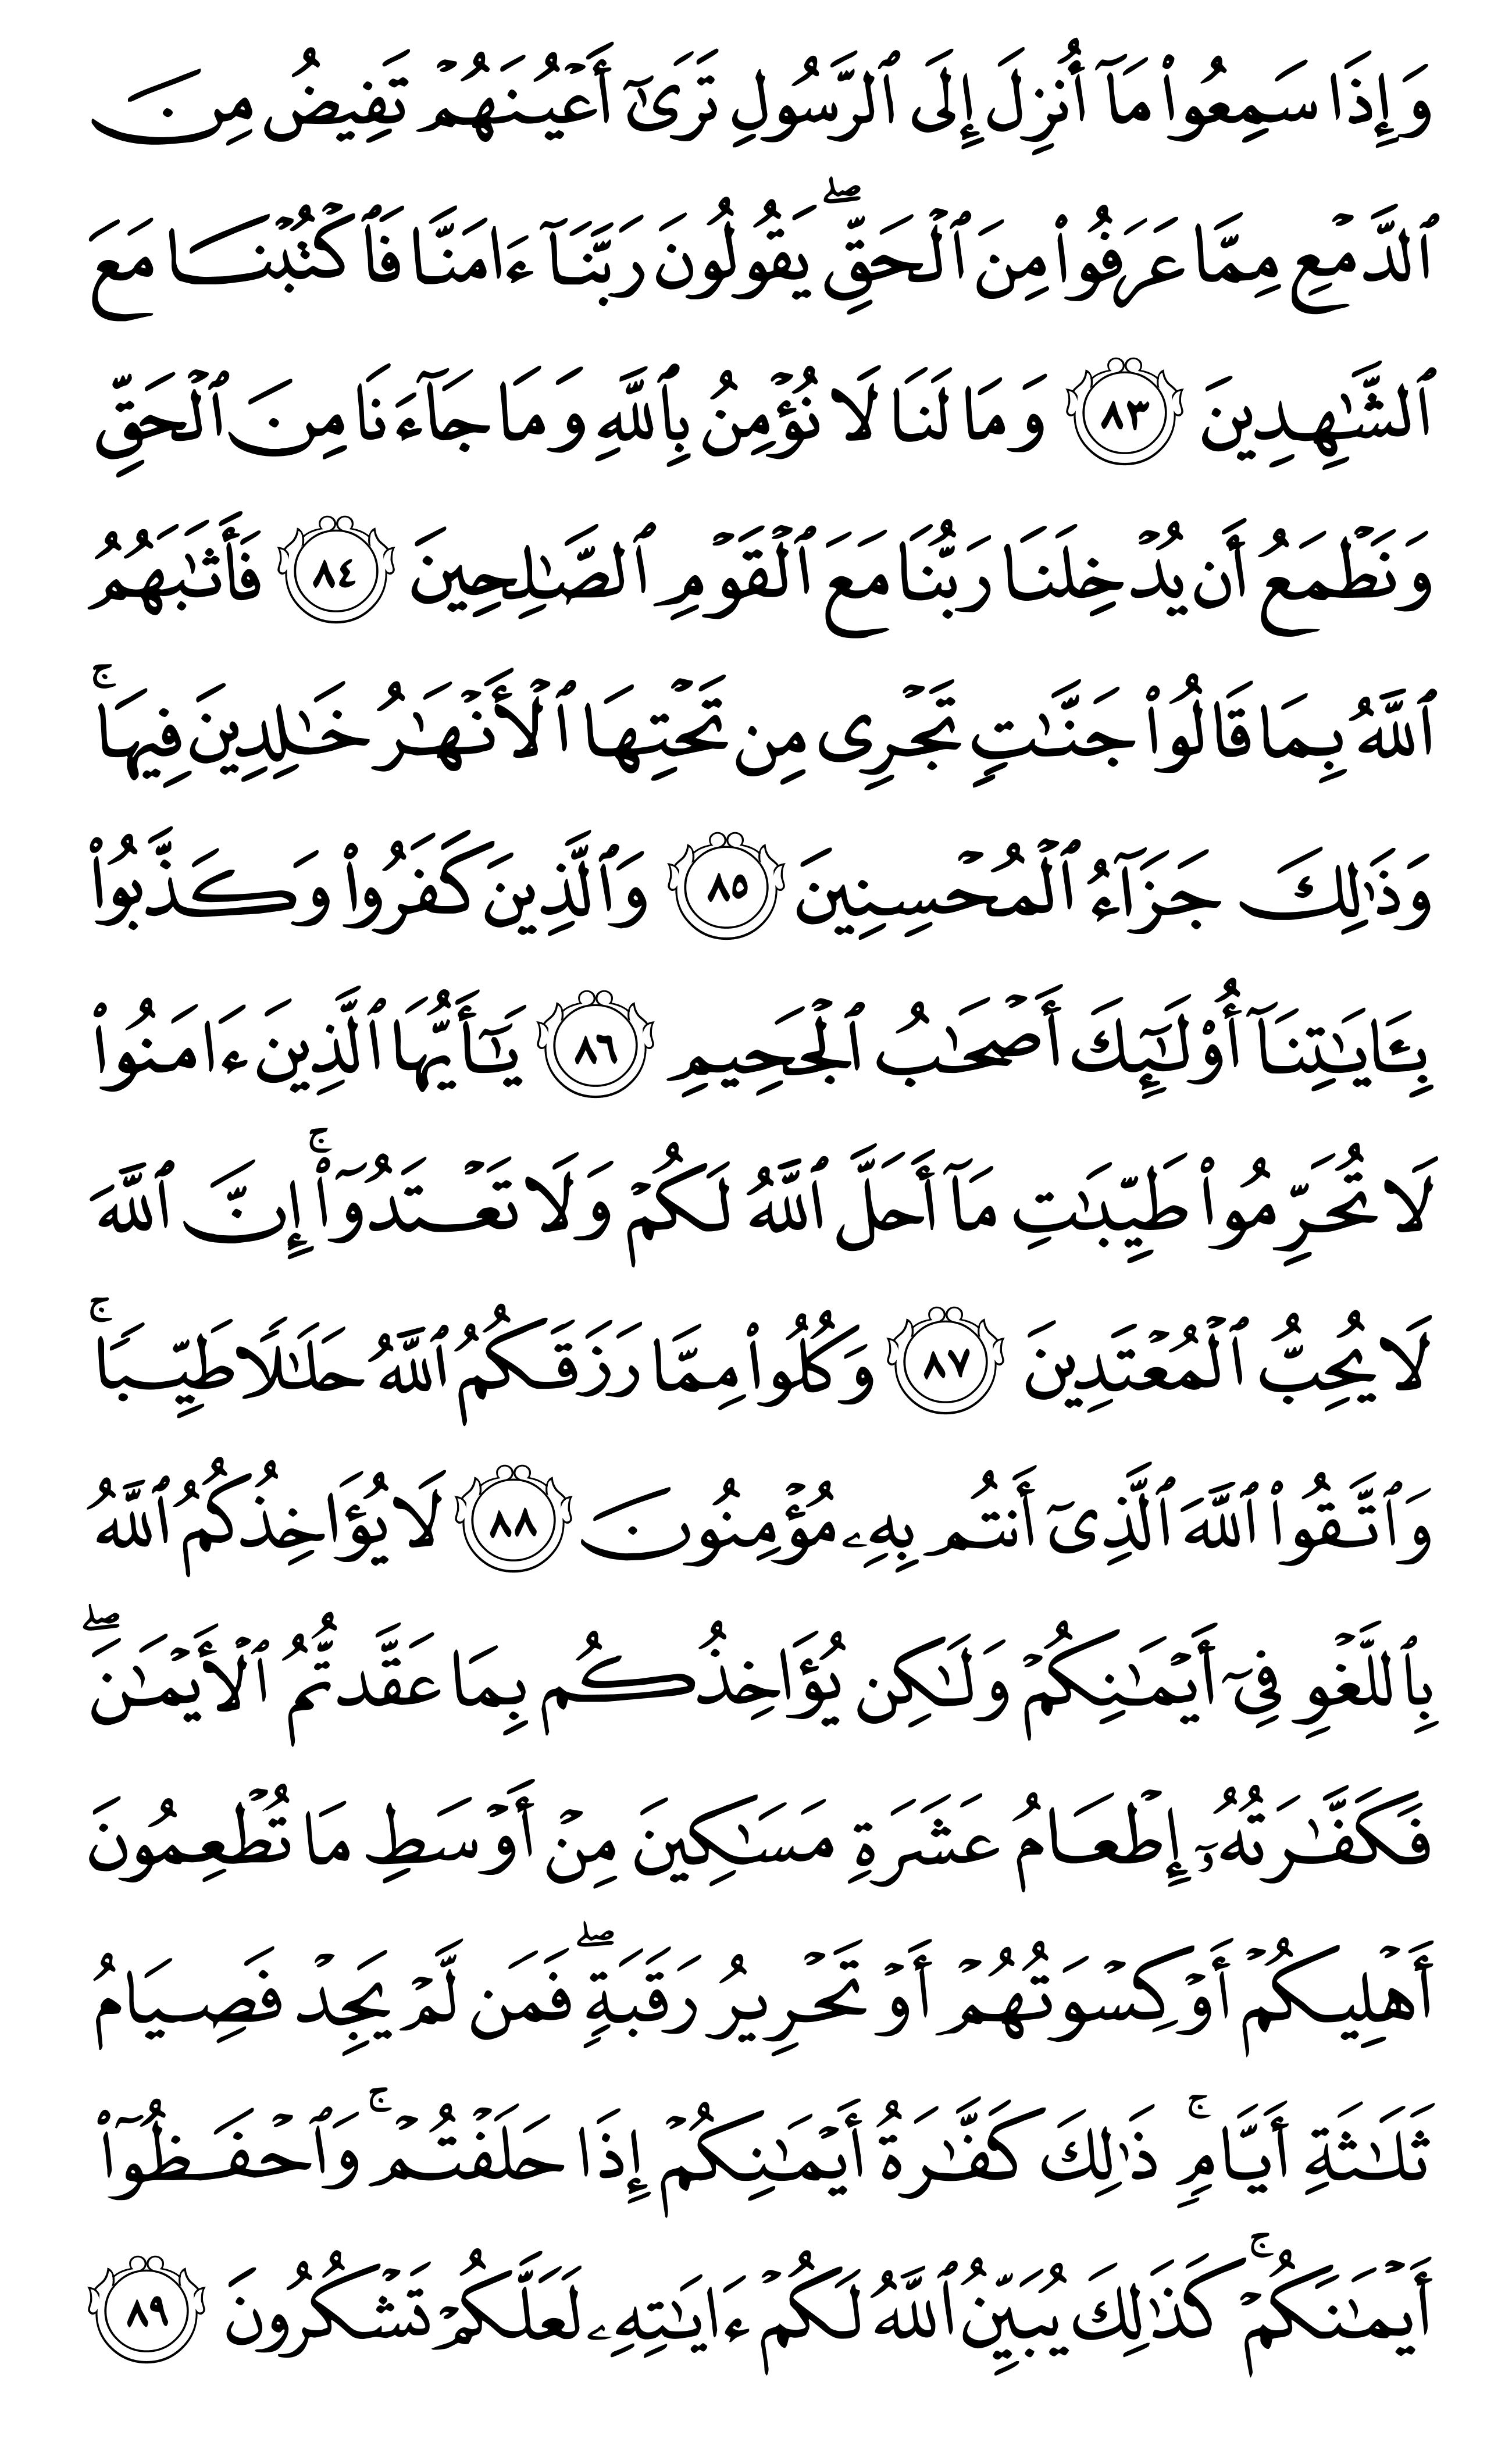 وَإِذَا سَمِعُوا۟ مَآ أُنزِلَ إِلَى ٱلرَّسُولِ تَرَىٰٓ أَعْيُنَهُمْ تَفِيضُ مِنَ
ٱلدَّمْعِ مِمَّا عَرَفُوا۟ مِنَ ٱلْحَقِّ ۖ يَقُولُونَ رَبَّنَآ ءَامَنَّا فَٱكْتُبْنَا مَعَ
ٱلشَّٰهِدِينَ ٨٣ وَمَا لَنَا لَا نُؤْمِنُ بِٱللَّهِ وَمَا جَآءَنَا مِنَ ٱلْحَقِّ
وَنَطْمَعُ أَن يُدْخِلَنَا رَبُّنَا مَعَ ٱلْقَوْمِ ٱلصَّٰلِحِينَ ٨٤ فَأَثَٰبَهُمُ
ٱللَّهُ بِمَا قَالُوا۟ جَنَّٰتٍ تَجْرِى مِن تَحْتِهَا ٱلْأَنْهَٰرُ خَٰلِدِينَ فِيهَا ۚ
وَذَٰلِكَ جَزَآءُ ٱلْمُحْسِنِينَ ٨٥ وَٱلَّذِينَ كَفَرُوا۟ وَكَذَّبُوا۟
بِـَٔايَٰتِنَآ أُو۟لَٰٓئِكَ أَصْحَٰبُ ٱلْجَحِيمِ ٨٦ يَٰٓأَيُّهَا ٱلَّذِينَ ءَامَنُوا۟
لَا تُحَرِّمُوا۟ طَيِّبَٰتِ مَآ أَحَلَّ ٱللَّهُ لَكُمْ وَلَا تَعْتَدُوٓا۟ ۚ إِنَّ ٱللَّهَ
لَا يُحِبُّ ٱلْمُعْتَدِينَ ٨٧ وَكُلُوا۟ مِمَّا رَزَقَكُمُ ٱللَّهُ حَلَٰلًا طَيِّبًا ۚ
وَٱتَّقُوا۟ ٱللَّهَ ٱلَّذِىٓ أَنتُم بِهِۦ مُؤْمِنُونَ ٨٨ لَا يُؤَاخِذُكُمُ ٱللَّهُ
بِٱللَّغْوِ فِىٓ أَيْمَٰنِكُمْ وَلَٰكِن يُؤَاخِذُكُم بِمَا عَقَّدتُّمُ ٱلْأَيْمَٰنَ ۖ
فَكَفَّٰرَتُهُۥٓ إِطْعَامُ عَشَرَةِ مَسَٰكِينَ مِنْ أَوْسَطِ مَا تُطْعِمُونَ
أَهْلِيكُمْ أَوْ كِسْوَتُهُمْ أَوْ تَحْرِيرُ رَقَبَةٍ ۖ فَمَن لَّمْ يَجِدْ فَصِيَامُ
ثَلَٰثَةِ أَيَّامٍ ۚ ذَٰلِكَ كَفَّٰرَةُ أَيْمَٰنِكُمْ إِذَا حَلَفْتُمْ ۚ وَٱحْفَظُوٓا۟
أَيْمَٰنَكُمْ ۚ كَذَٰلِكَ يُبَيِّنُ ٱللَّهُ لَكُمْ ءَايَٰتِهِۦ لَعَلَّكُمْ تَشْكُرُونَ ٨٩